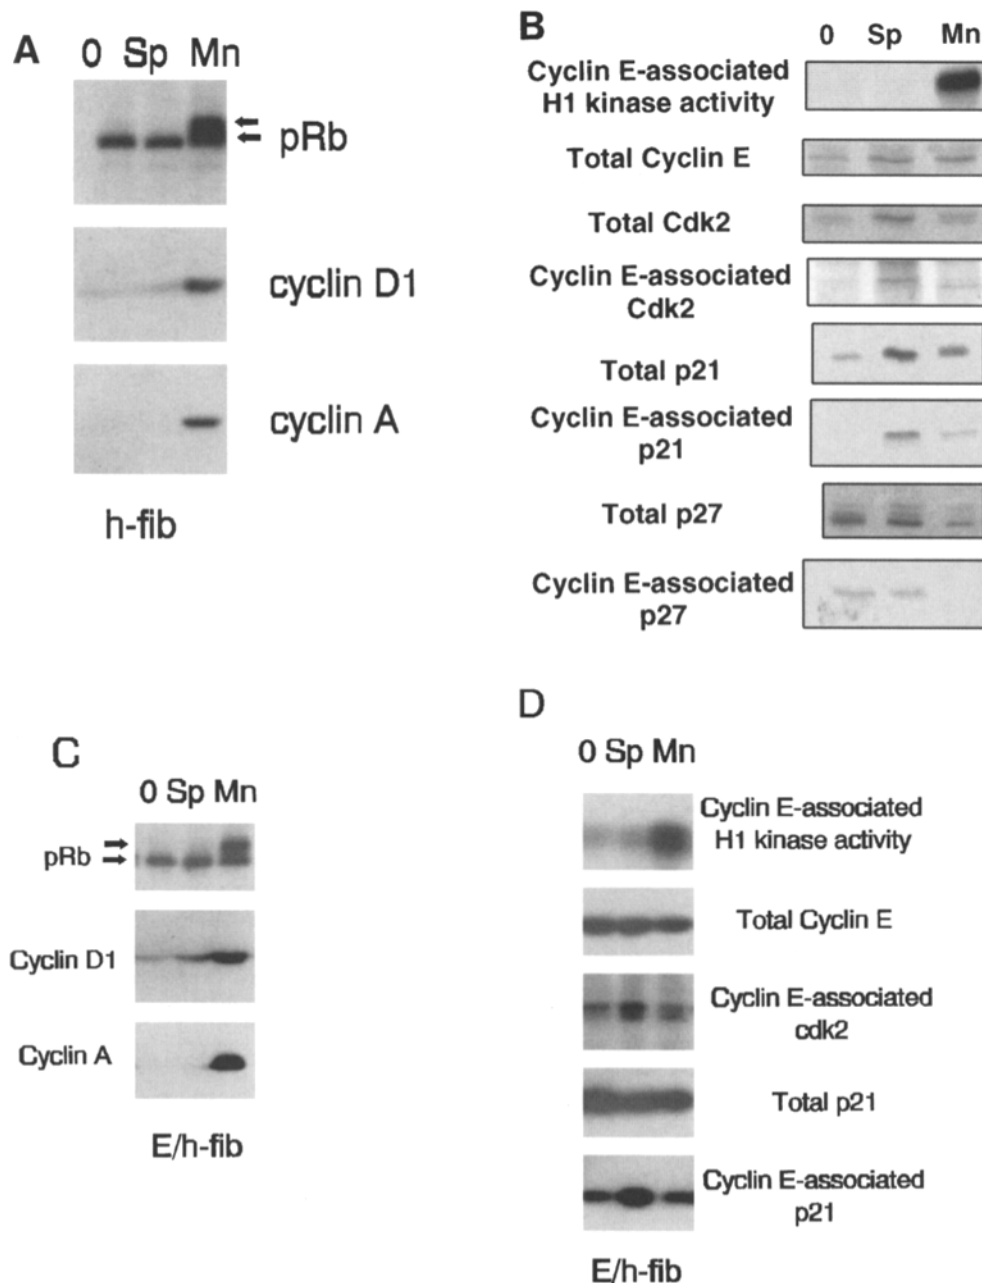 A
0 Sp Mn
pRb
cyclin D1
cyclin A
h-fib
B
0 Sp Mn
Cyclin E-associated
H1 kinase activity
Total Cyclin E
Total Cdk2
Cyclin E-associated
Cdk2
Total p21
Cyclin E-associated
p21
Total p27
Cyclin E-associated
p27
C
0 Sp Mn
pRb
Cyclin D1
Cyclin A
E/h-fib
D
0 Sp Mn
Cyclin E-associated
H1 kinase activity
Total Cyclin E
Cyclin E-associated
cdk2
Total p21
Cyclin E-associated
p21
E/h-fib